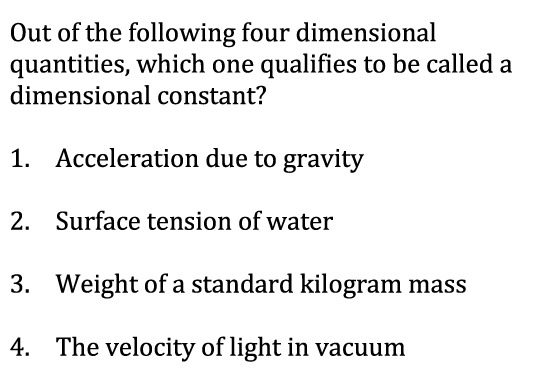 Out of the following four dimensional
quantities, which one qualifies to be called a
dimensional constant?
1. Acceleration due to gravity
2. Surface tension of water
3. Weight of a standard kilogram mass
4. The velocity of light in vacuum